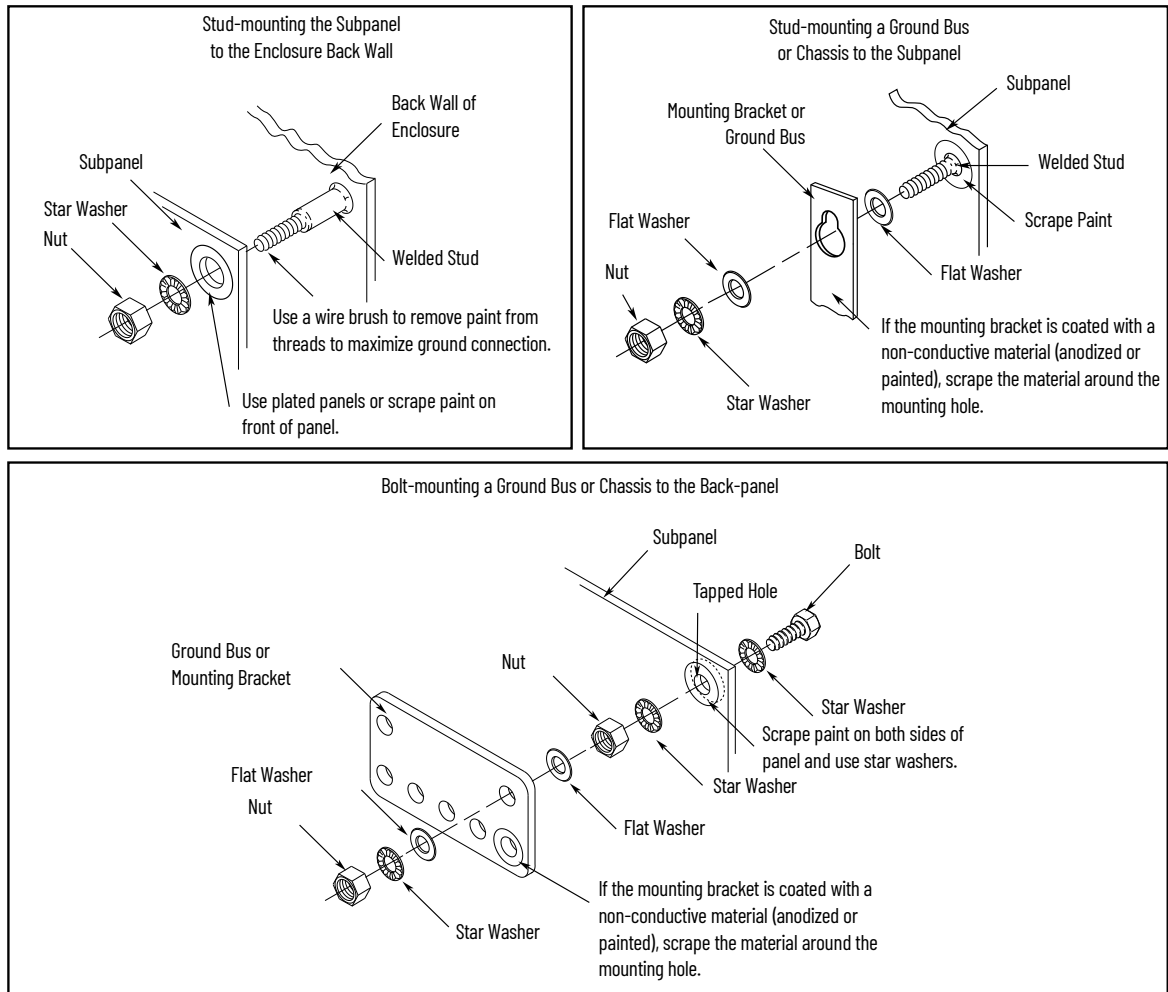 Stud-mounting the Subpanel
to the Enclosure Back Wall
Back Wall of
Enclosure
Subpanel
Star Washer
Nut
Welded Stud
Use a wire brush to remove paint from
threads to maximize ground connection.
Use plated panels or scrape paint on
front of panel.
Stud-mounting a Ground Bus
or Chassis to the Subpanel
Subpanel
Mounting Bracket or
Ground Bus
Welded Stud
Scrape Paint
Flat Washer
Flat Washer
Nut
If the mounting bracket is coated with a
non-conductive material (anodized or
painted), scrape the material around the
mounting hole.
Star Washer
Bolt-mounting a Ground Bus or Chassis to the Back-panel
Subpanel
Bolt
Tapped Hole
Ground Bus or
Mounting Bracket
Nut
Star Washer
Scrape paint on both sides of
panel and use star washers.
Star Washer
Flat Washer
Nut
Flat Washer
If the mounting bracket is coated with a
non-conductive material (anodized or
painted), scrape the material around the
mounting hole.
Star Washer